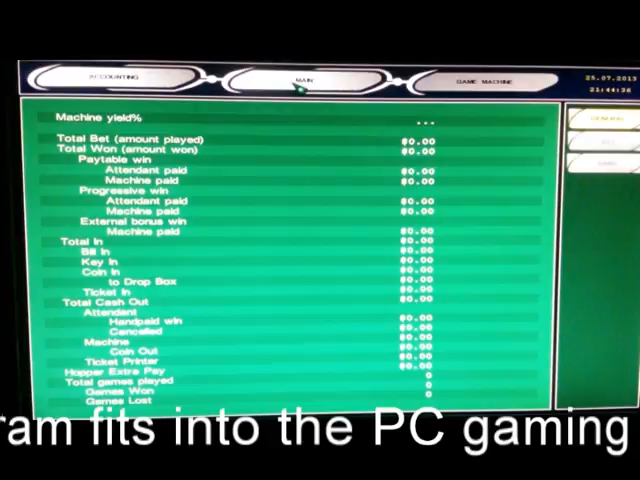 ACCOUNTING MAIN GAME MACHINE 25.07.2013
21:44:36
GENERAL
Machine yield% ...
Total Bet (amount played) $0.00
Total Won (amount won) $0.00
Paytable win
Attendant paid $0.00
Machine paid $0.00
Progressive win
Attendant paid $0.00
Machine paid $0.00
External bonus win
Machine paid $0.00
Total In $0.00
Bill In $0.00
Key In $0.00
Coin In $0.00
to Drop Box $0.00
Ticket In $0.00
Total Cash Out $0.00
Attendant
Handpaid win $0.00
Cancelled $0.00
Machine $0.00
Coin Out $0.00
Ticket Printer $0.00
Hopper Extra Pay $0.00
Total games played 0
Games Won 0
Games Lost 0
ram fits into the PC gaming